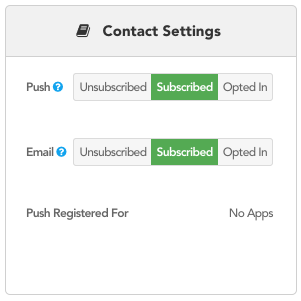 Contact Settings
Push ? Unsubscribed Subscribed Opted In
Email ? Unsubscribed Subscribed Opted In
Push Registered For No Apps